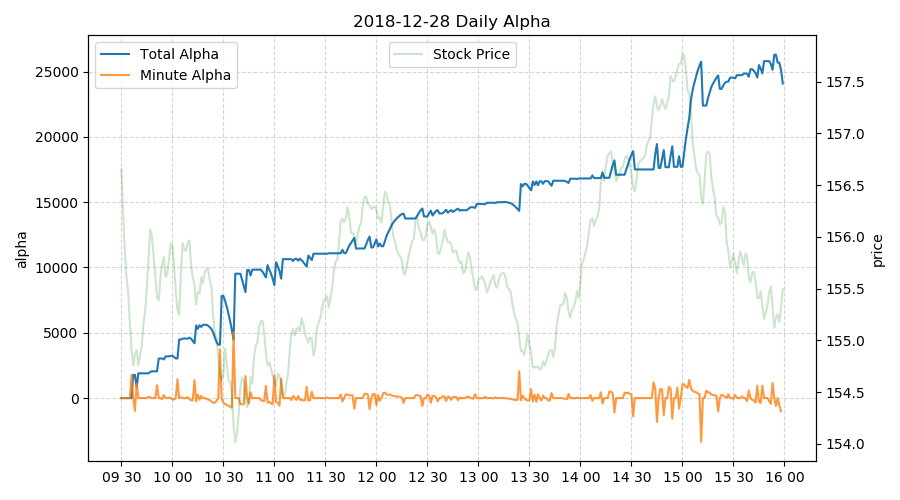 2018-12-28 Daily Alpha
Total Alpha
Minute Alpha
Stock Price
alpha
25000
20000
15000
10000
5000
0
157.5
157.0
156.5
156.0
155.5
155.0
154.5
154.0
price
09 30 10 00 10 30 11 00 11 30 12 00 12 30 13 00 13 30 14 00 14 30 15 00 15 30 16 00